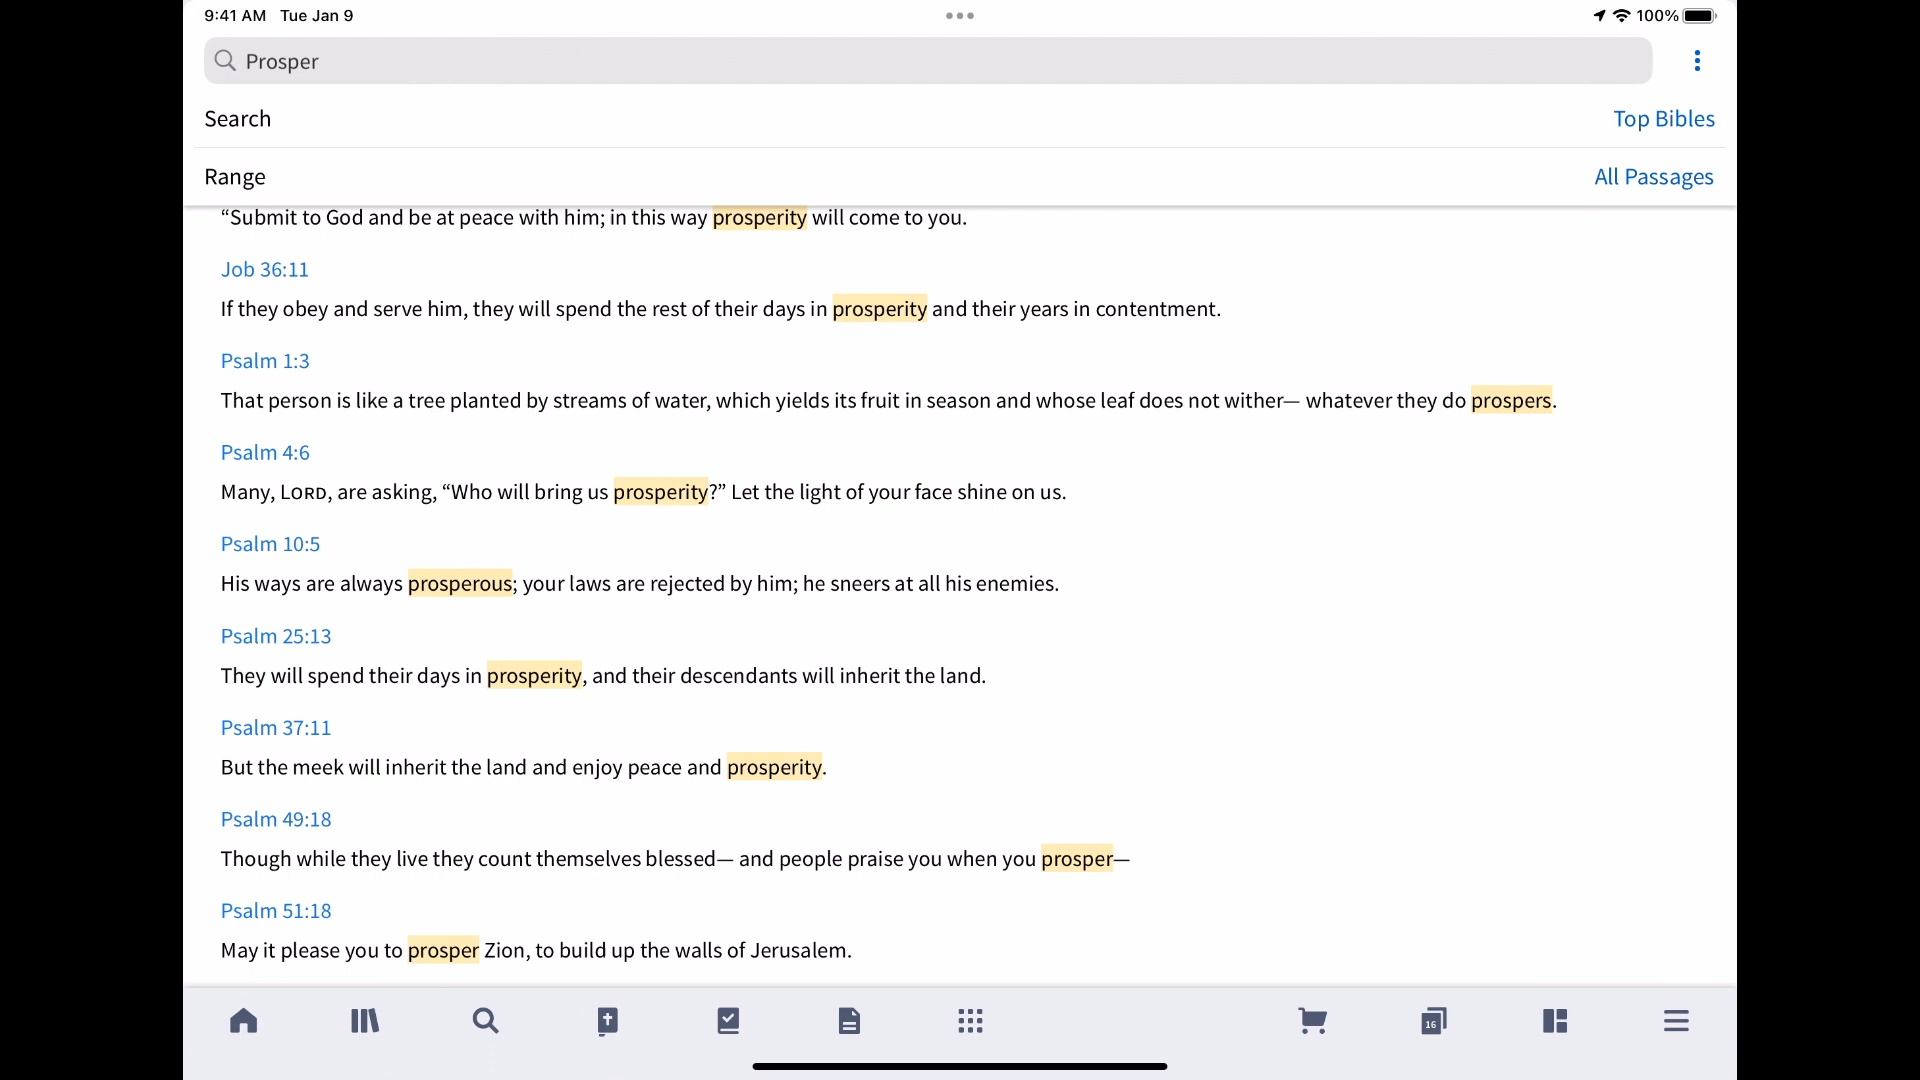 9:41 AM Tue Jan 9
100%
Prosper
Search
Top Bibles
Range
All Passages
“Submit to God and be at peace with him; in this way prosperity will come to you.
Job 36:11
If they obey and serve him, they will spend the rest of their days in prosperity and their years in contentment.
Psalm 1:3
That person is like a tree planted by streams of water, which yields its fruit in season and whose leaf does not wither— whatever they do prospers.
Psalm 4:6
Many, LORD, are asking, “Who will bring us prosperity?” Let the light of your face shine on us.
Psalm 10:5
His ways are always prosperous; your laws are rejected by him; he sneers at all his enemies.
Psalm 25:13
They will spend their days in prosperity, and their descendants will inherit the land.
Psalm 37:11
But the meek will inherit the land and enjoy peace and prosperity.
Psalm 49:18
Though while they live they count themselves blessed— and people praise you when you prosper—
Psalm 51:18
May it please you to prosper Zion, to build up the walls of Jerusalem.
16